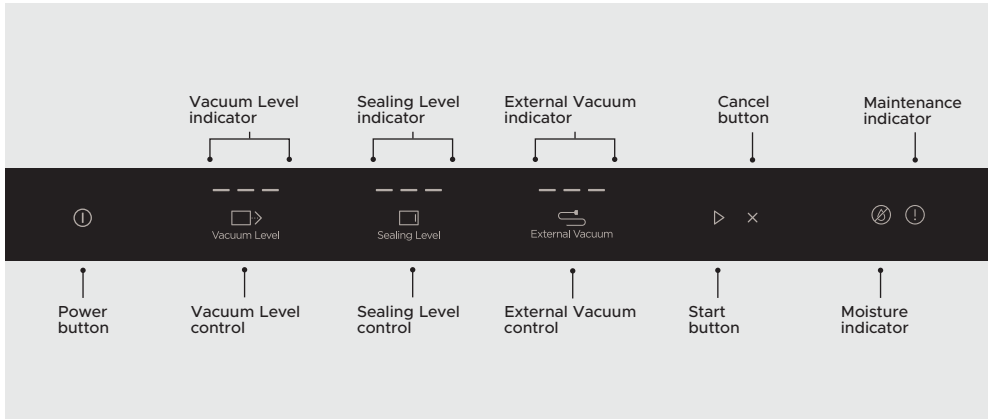 Vacuum Level
indicator
Sealing Level
indicator
External Vacuum
indicator
Cancel
button
Maintenance
indicator
Vacuum Level
Sealing Level
External Vacuum
Power
button
Vacuum Level
control
Sealing Level
control
External Vacuum
control
Start
button
Moisture
indicator